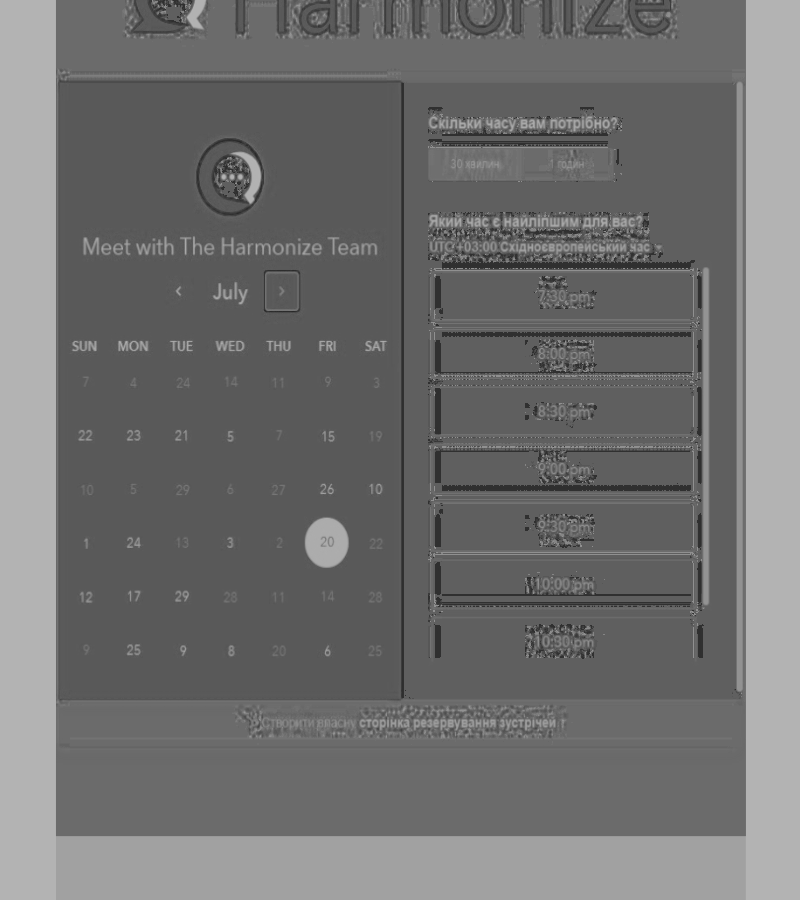 Harmonize
Meet with The Harmonize Team
July
SUN MON TUE WED THU FRI SAT
7 4 24 14 11 9 3
22 23 21 5 7 15 19
10 5 29 6 27 26 10
1 24 13 3 2 20 22
12 17 29 28 11 14 28
9 25 9 8 20 6 25
Скільки часу вам потрібно?
30 хвилин 1 годин
Який час є найліпшим для вас?
UTC +03:00 Східноєвропейський час
7:30 pm
8:00 pm
8:30 pm
9:00 pm
9:30 pm
10:00 pm
10:30 pm
Створити власну сторінка резервування зустрічей